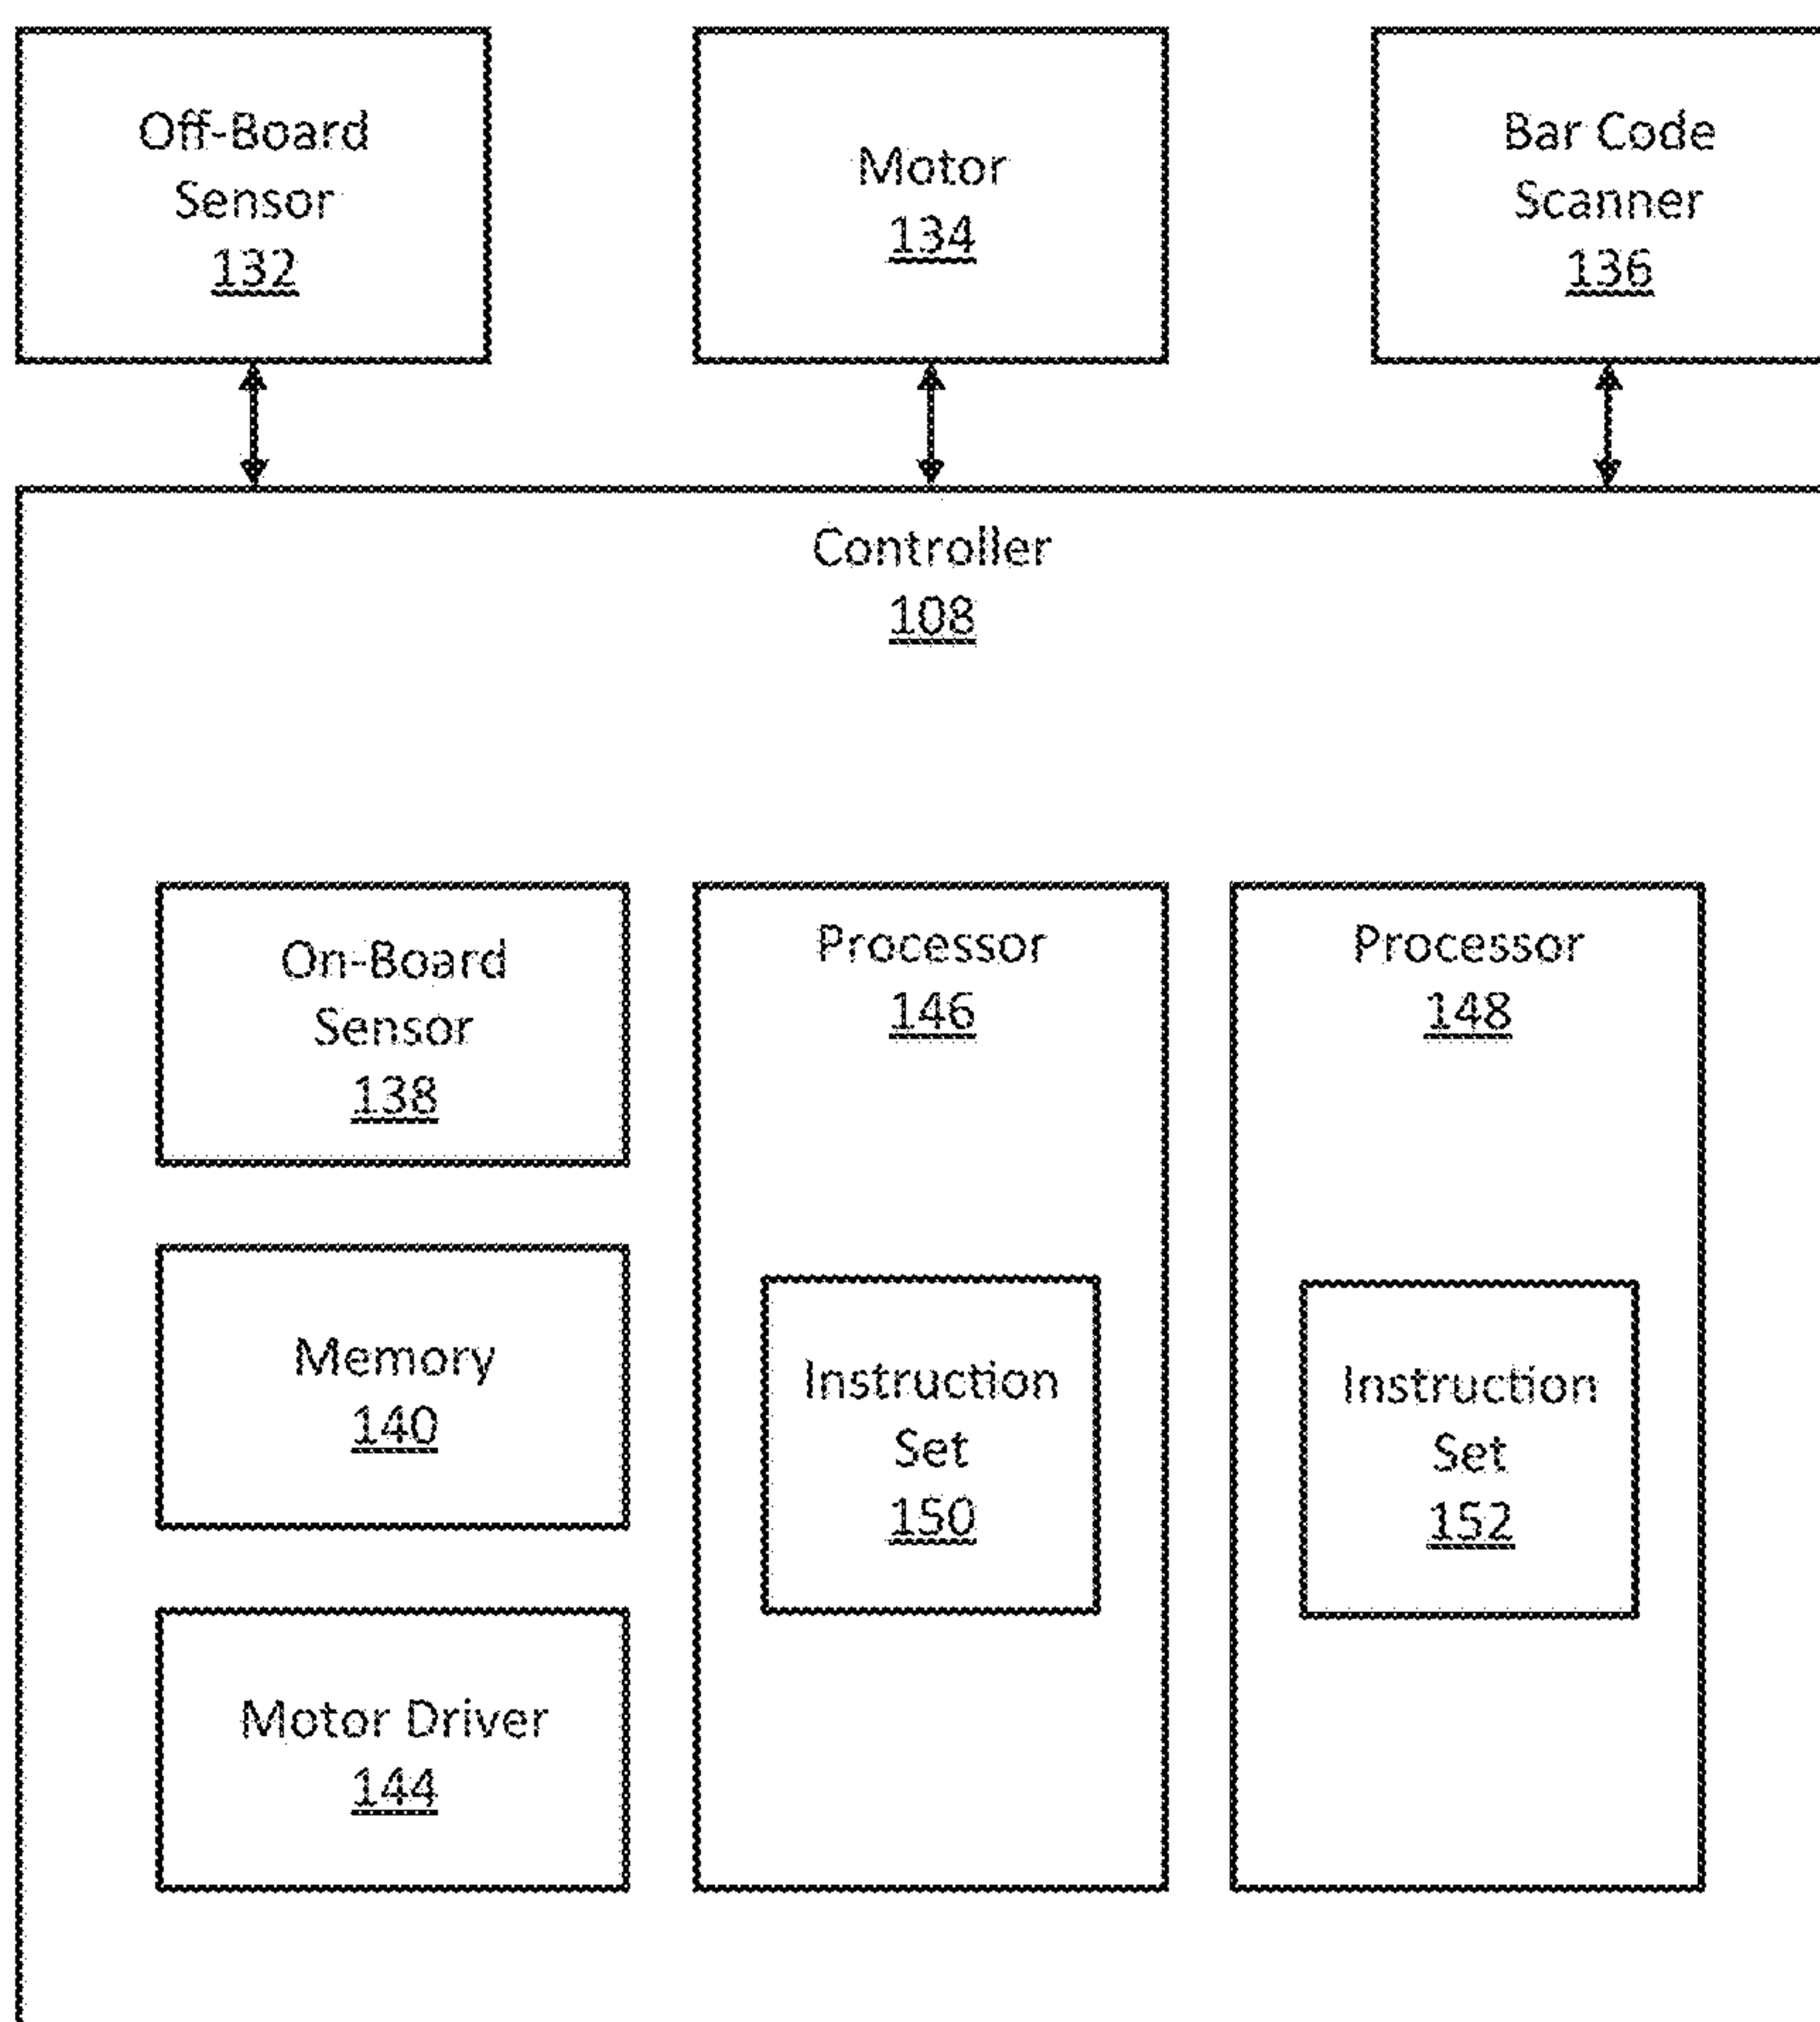 Off-Board
Sensor
132
Motor
134
Bar Code
Scanner
136
Controller
108
On-Board
Sensor
138
Memory
140
Motor Driver
144
Processor
146
Instruction
Set
150
Processor
148
Instruction
Set
152